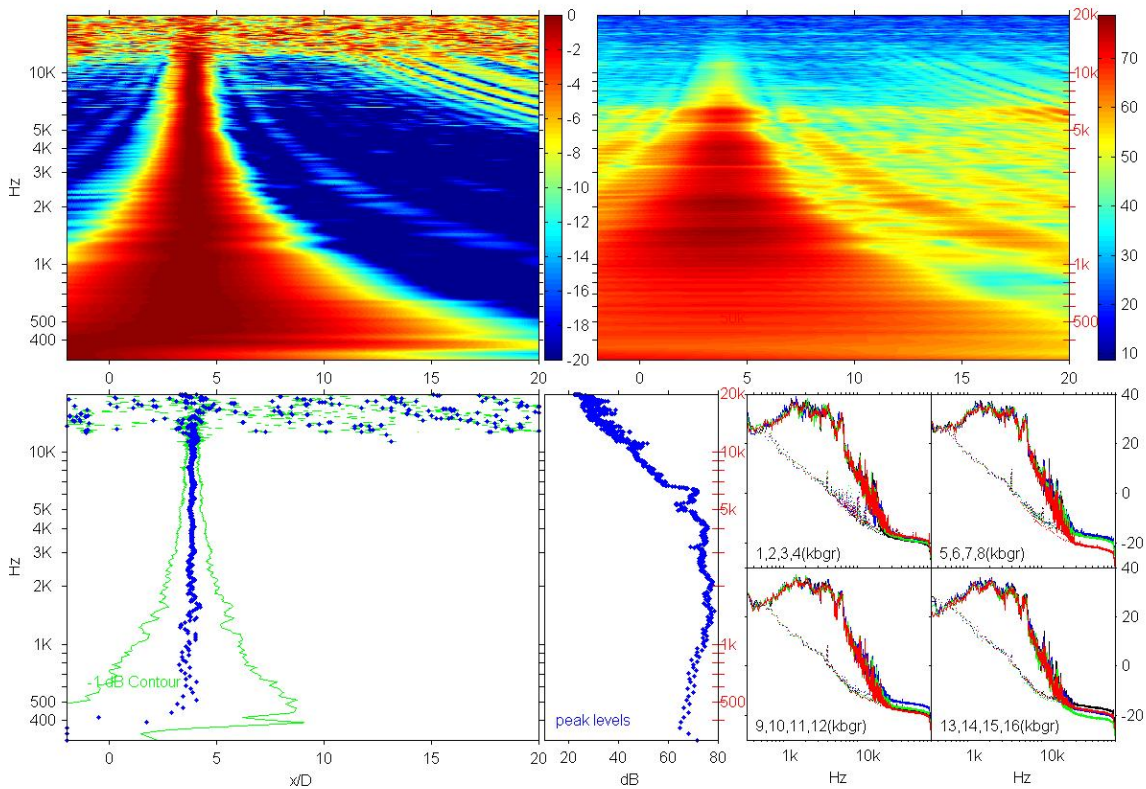 0
-2
-4
-6
-8
-10
-12
-14
-16
-18
-20
10K
5K
4K
3K
2K
1K
500
400
Hz
0 5 10 15 20
20k
10k
5k
2k
1k
500
80
70
60
50
40
30
20
10
0 5 10 15 20
10K
5K
4K
3K
2K
1K
500
400
Hz
-1 dB Contour
0 5 10 15 20
x/D
20k
10k
5k
2k
1k
500
peak levels
20 40 60 80
dB
1,2,3,4(kbgr)
5,6,7,8(kbgr)
9,10,11,12(kbgr)
13,14,15,16(kbgr)
40
20
0
-20
40
20
0
-20
1k 10k
1k 10k
Hz
Hz